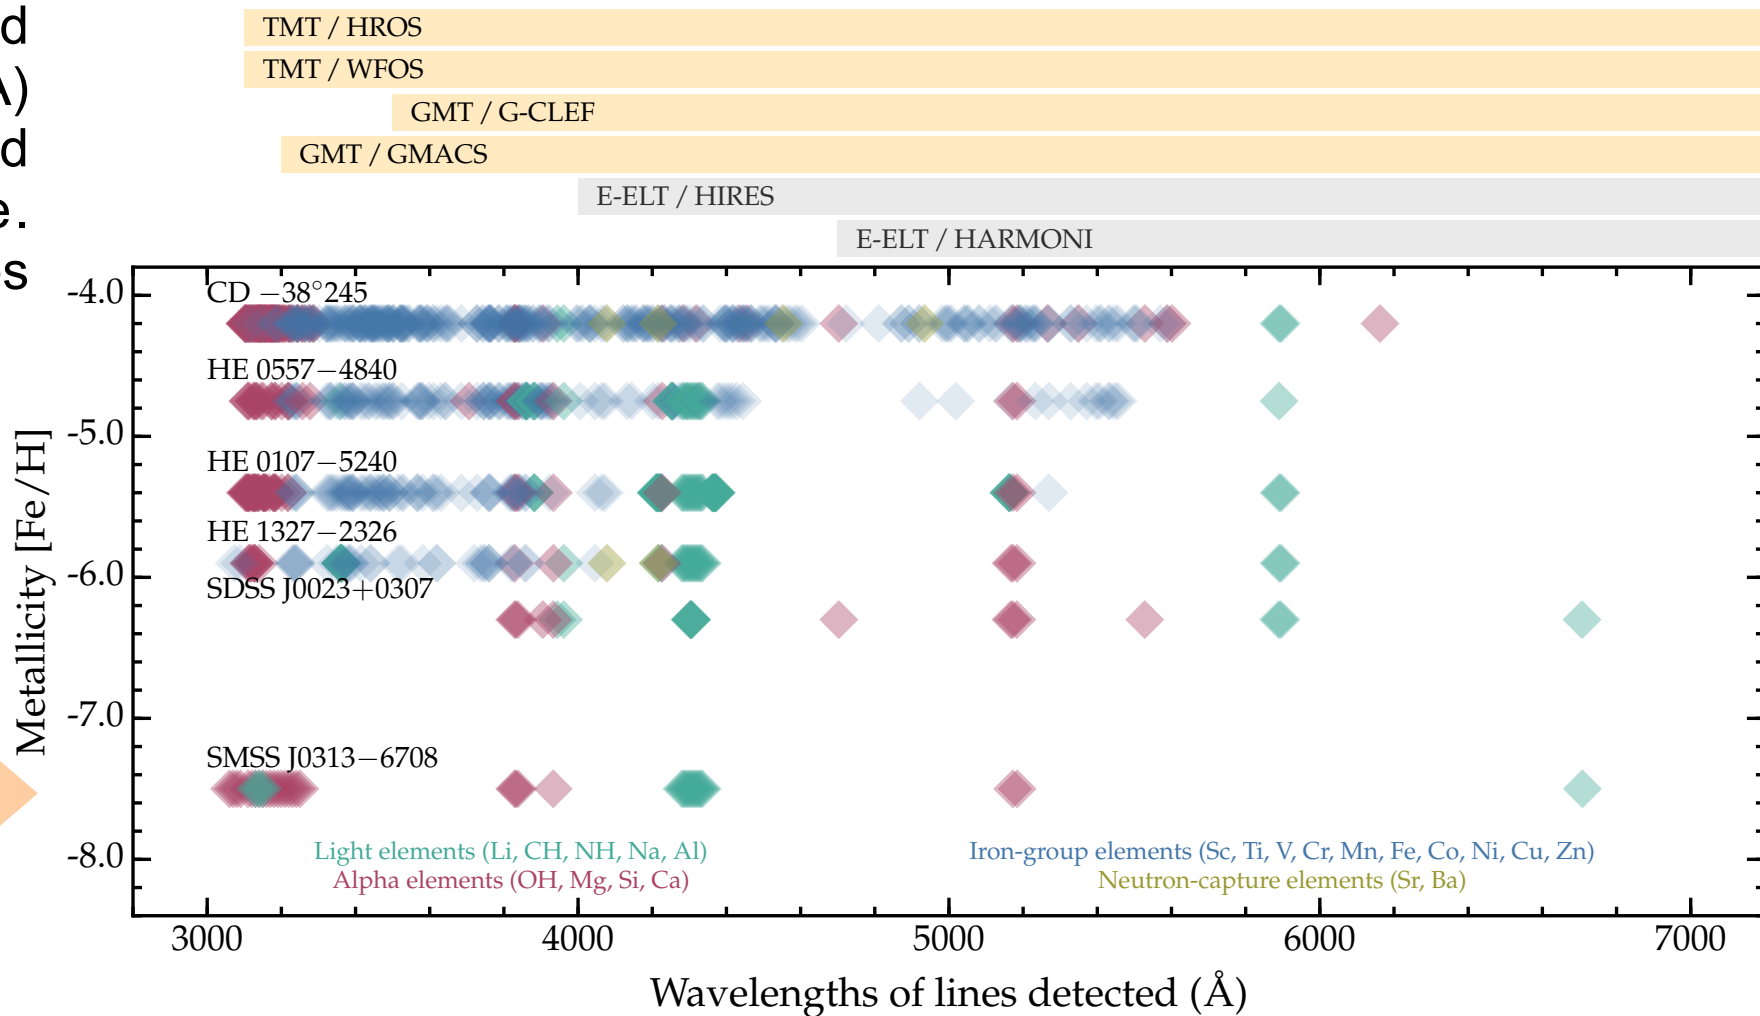 d
TMT / HROS
A)
TMT / WFOS
GMT / G-CLEF
d
GMT / GMACS
e.
E-ELT / HIRES
s
E-ELT / HARMONI
CD −38°245
HE 0557−4840
HE 0107−5240
HE 1327−2326
SDSS J0023+0307
SMSS J0313−6708
Metallicity [Fe/H]
-4.0
-5.0
-6.0
-7.0
-8.0
Light elements (Li, CH, NH, Na, Al)
Alpha elements (OH, Mg, Si, Ca)
Iron-group elements (Sc, Ti, V, Cr, Mn, Fe, Co, Ni, Cu, Zn)
Neutron-capture elements (Sr, Ba)
3000 4000 5000 6000 7000
Wavelengths of lines detected (Å)